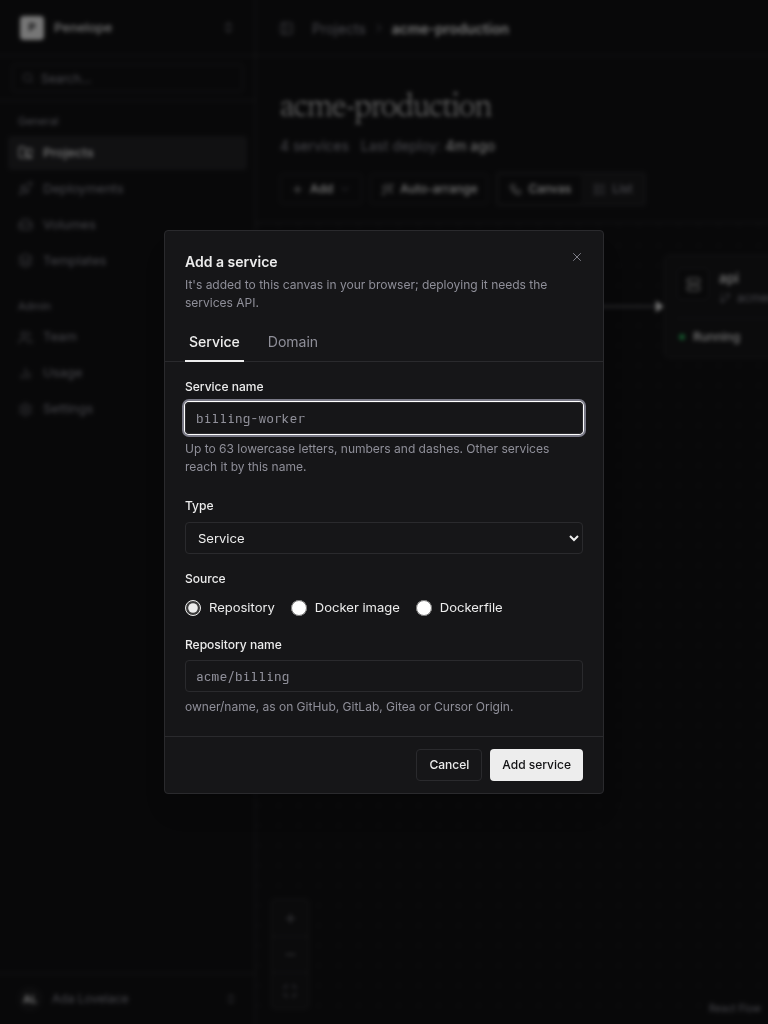 P Penelope
Projects › acme-production
Search...
acme-production
General
4 services Last deploy: 4m ago
Projects
+ Add Auto-arrange Canvas List
Deployments
Volumes
Templates
Admin
Team
Usage
Settings
api
Running
Add a service
It's added to this canvas in your browser; deploying it needs the
services API.
Service Domain
Service name
billing-worker
Up to 63 lowercase letters, numbers and dashes. Other services
reach it by this name.
Type
Service
Source
Repository Docker image Dockerfile
Repository name
acme/billing
owner/name, as on GitHub, GitLab, Gitea or Cursor Origin.
Cancel Add service
AL Ada Lovelace
React Flow